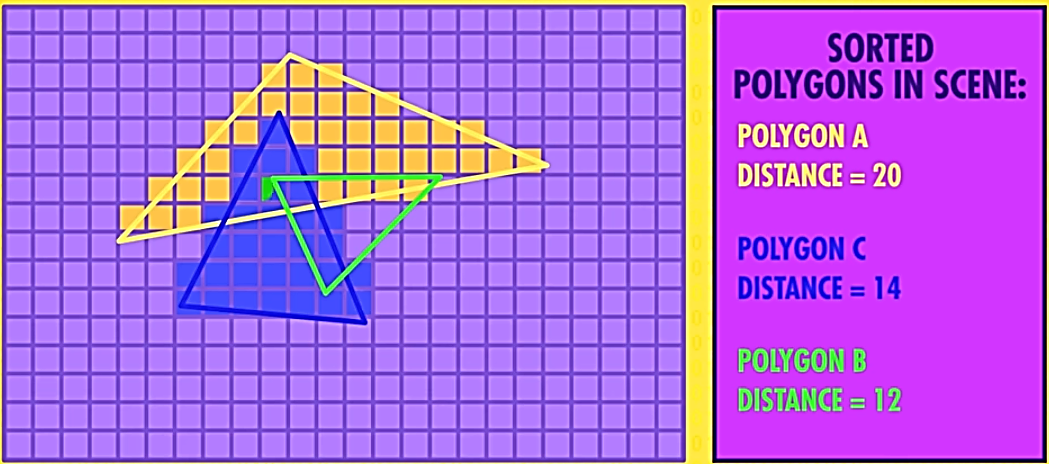 SORTED
POLYGONS IN SCENE:
POLYGON A
DISTANCE = 20
POLYGON C
DISTANCE = 14
POLYGON B
DISTANCE = 12